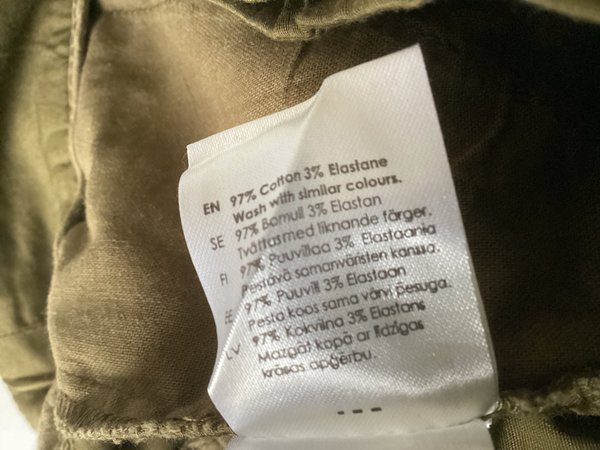 EN 97% Cotton 3% Elastane
Wash with similar colours.
SE 97% Bomull 3% Elastan
Tvättas med liknande färger.
FI 97% Puuvillaa 3% Elastaania
Pestävä samanväristen kanssa.
EE 97% Puuvill 3% Elastaan
Pesta koos sama värvi pesuga.
LV 97% Kokvilna 3% Elastāns
Mazgāt kopā ar līdzīgas
krāsas apģērbu.
---